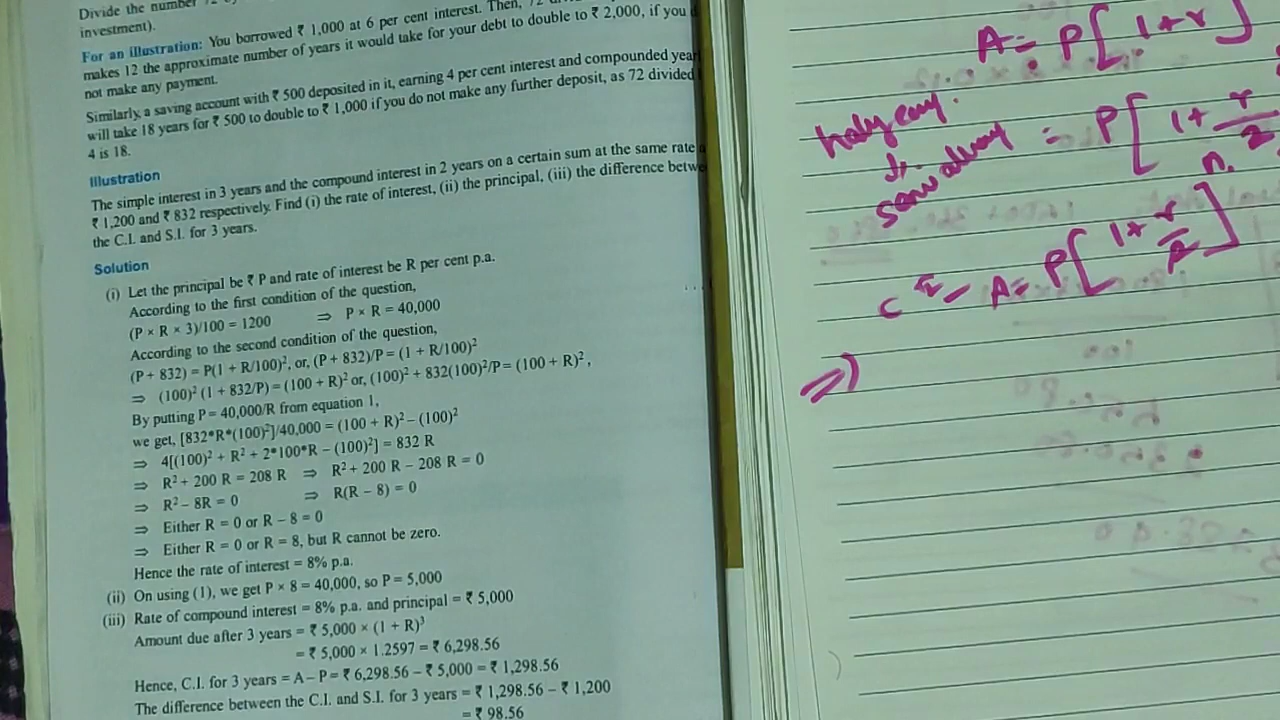 Divide the number
investment).
For an illustration: You borrowed ₹ 1,000 at 6 per cent interest. Then,
makes 12 the approximate number of years it would take for your debt to double to ₹ 2,000, if you
not make any payment.
Similarly, a saving account with ₹ 500 deposited in it, earning 4 per cent interest and compounded
will take 18 years for ₹ 500 to double to ₹ 1,000 if you do not make any further deposit, as 72 divided
4 is 18.
Illustration
The simple interest in 3 years and the compound interest in 2 years on a certain sum at the same rate
₹ 1,200 and ₹ 832 respectively. Find (i) the rate of interest, (ii) the principal, (iii) the difference
the C.I. and S.I. for 3 years.
Solution
(i) Let the principal be ₹ P and rate of interest be R per cent p.a.
According to the first condition of the question,
(P × R × 3)/100 = 1200 ⇒ P × R = 40,000
According to the second condition of the question,
(P + 832) = P(1 + R/100)², or, (P + 832)/P = (1 + R/100)²
⇒ (100)² (1 + 832/P) = (100 + R)² or, (100)² + 832(100)²/P = (100 + R)²,
By putting P = 40,000/R from equation 1,
we get, [832*R*(100)²]/40,000 = (100 + R)² – (100)²
⇒ 4[(100)² + R² + 2*100*R – (100)²] = 832 R
⇒ R² + 200 R = 208 R ⇒ R² + 200 R – 208 R = 0
⇒ R² – 8R = 0 ⇒ R(R – 8) = 0
⇒ Either R = 0 or R – 8 = 0
⇒ Either R = 0 or R = 8, but R cannot be zero.
Hence the rate of interest = 8% p.a.
(ii) On using (1), we get P × 8 = 40,000, so P = 5,000
(iii) Rate of compound interest = 8% p.a. and principal = ₹ 5,000
Amount due after 3 years = ₹ 5,000 × (1 + R)³
= ₹ 5,000 × 1.2597 = ₹ 6,298.56
Hence, C.I. for 3 years = A – P = ₹ 6,298.56 – ₹ 5,000 = ₹ 1,298.56
The difference between the C.I. and S.I. for 3 years = ₹ 1,298.56 – ₹ 1,200
= ₹ 98.56
A = P[ 1 + r ]
= P[ 1 + r/2
A = P[ 1 + r
⇒)